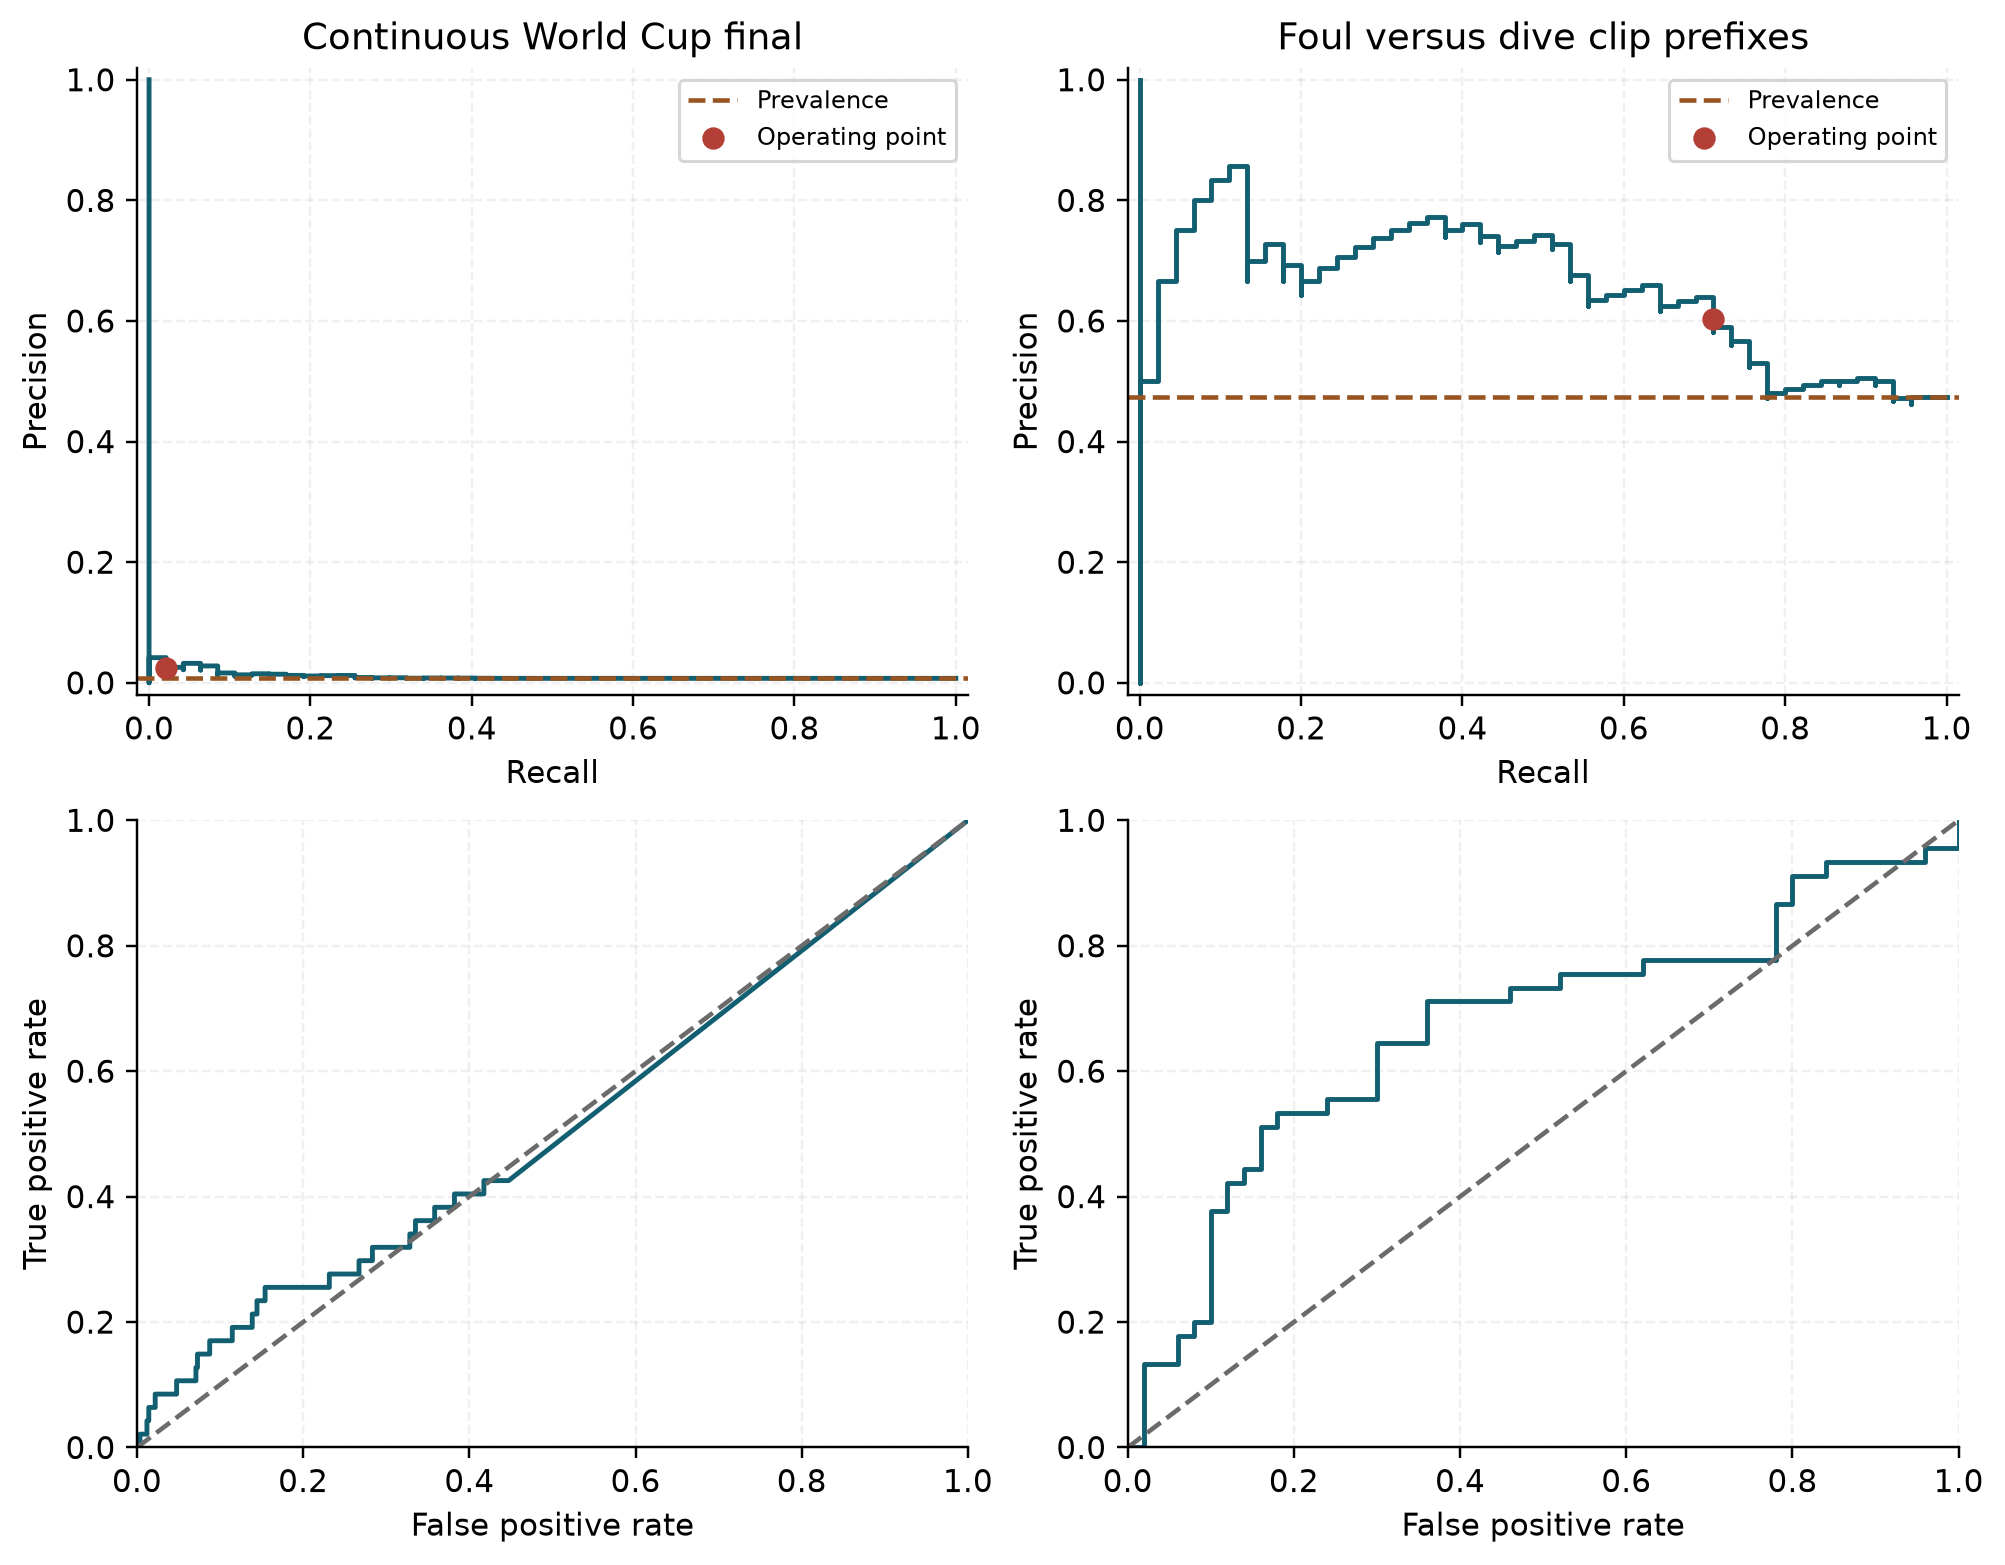 Continuous World Cup final
1.0
0.8
0.6
0.4
0.2
0.0
Precision
Prevalence
Operating point
0.0 0.2 0.4 0.6 0.8 1.0
Recall
Foul versus dive clip prefixes
1.0
0.8
0.6
0.4
0.2
0.0
Precision
Prevalence
Operating point
0.0 0.2 0.4 0.6 0.8 1.0
Recall
1.0
0.8
0.6
0.4
0.2
0.0
True positive rate
0.0 0.2 0.4 0.6 0.8 1.0
False positive rate
1.0
0.8
0.6
0.4
0.2
0.0
True positive rate
0.0 0.2 0.4 0.6 0.8 1.0
False positive rate